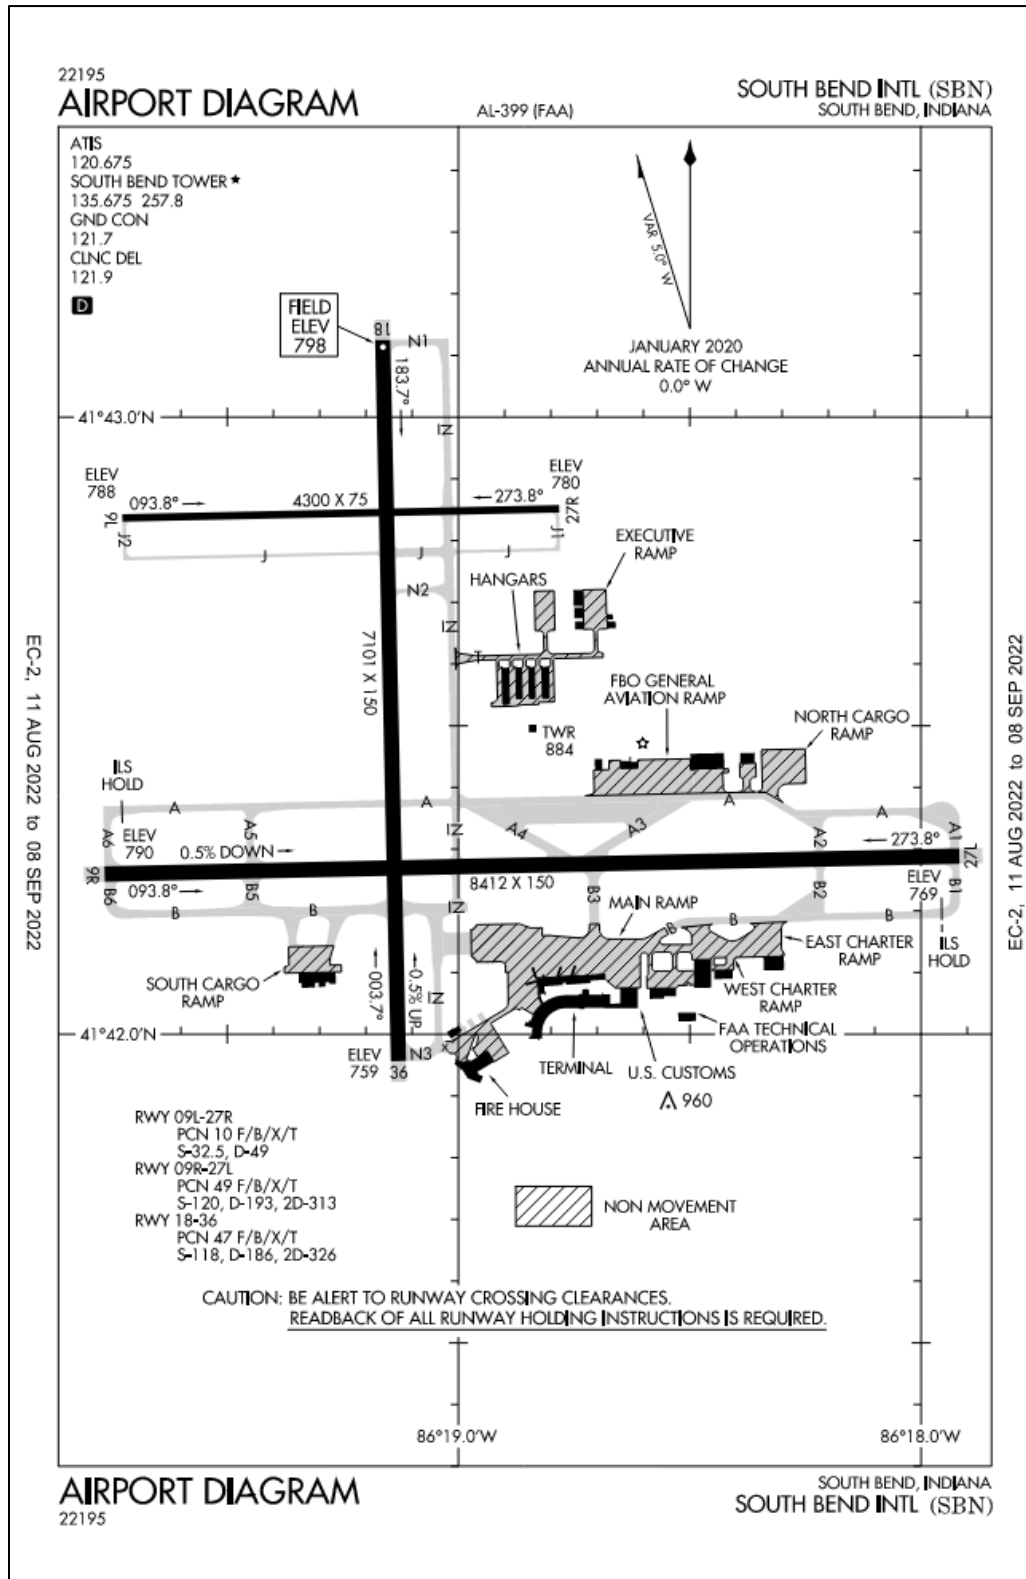 22195
AIRPORT DIAGRAM
AL-399 (FAA)
SOUTH BEND INTL (SBN)
SOUTH BEND, INDIANA
ATIS
120.675
SOUTH BEND TOWER ★
135.675 257.8
GND CON
121.7
CLNC DEL
121.9
D
VAR 5.0° W
JANUARY 2020
ANNUAL RATE OF CHANGE
0.0° W
FIELD
ELEV
798
18
N1
183.7°
N
41°43.0'N
ELEV
788
093.8°
4300 X 75
273.8°
ELEV
780
9L
27R
J2
J
J
J
J1
N2
N
EXECUTIVE
RAMP
HANGARS
T
7101 X 150
FBO GENERAL
AVIATION RAMP
TWR
884
NORTH CARGO
RAMP
ILS
HOLD
A
A
A
A
A6
A5
A4
A3
A2
A1
N
ELEV
790
0.5% DOWN
273.8°
9R
27L
093.8°
8412 X 150
ELEV
769
B6
B5
B3
B2
B1
B
B
B
B
B
N
MAIN RAMP
EAST CHARTER
RAMP
ILS
HOLD
SOUTH CARGO
RAMP
WEST CHARTER
RAMP
003.7°
0.5% UP
N
FAA TECHNICAL
OPERATIONS
41°42.0'N
ELEV
759
36
N3
X
TERMINAL
U.S. CUSTOMS
960
FIRE HOUSE
RWY 09L-27R
PCN 10 F/B/X/T
S-32.5, D-49
RWY 09R-27L
PCN 49 F/B/X/T
S-120, D-193, 2D-313
RWY 18-36
PCN 47 F/B/X/T
S-118, D-186, 2D-326
NON MOVEMENT
AREA
CAUTION: BE ALERT TO RUNWAY CROSSING CLEARANCES.
READBACK OF ALL RUNWAY HOLDING INSTRUCTIONS IS REQUIRED.
86°19.0'W
86°18.0'W
EC-2, 11 AUG 2022 to 08 SEP 2022
EC-2, 11 AUG 2022 to 08 SEP 2022
AIRPORT DIAGRAM
22195
SOUTH BEND, INDIANA
SOUTH BEND INTL (SBN)